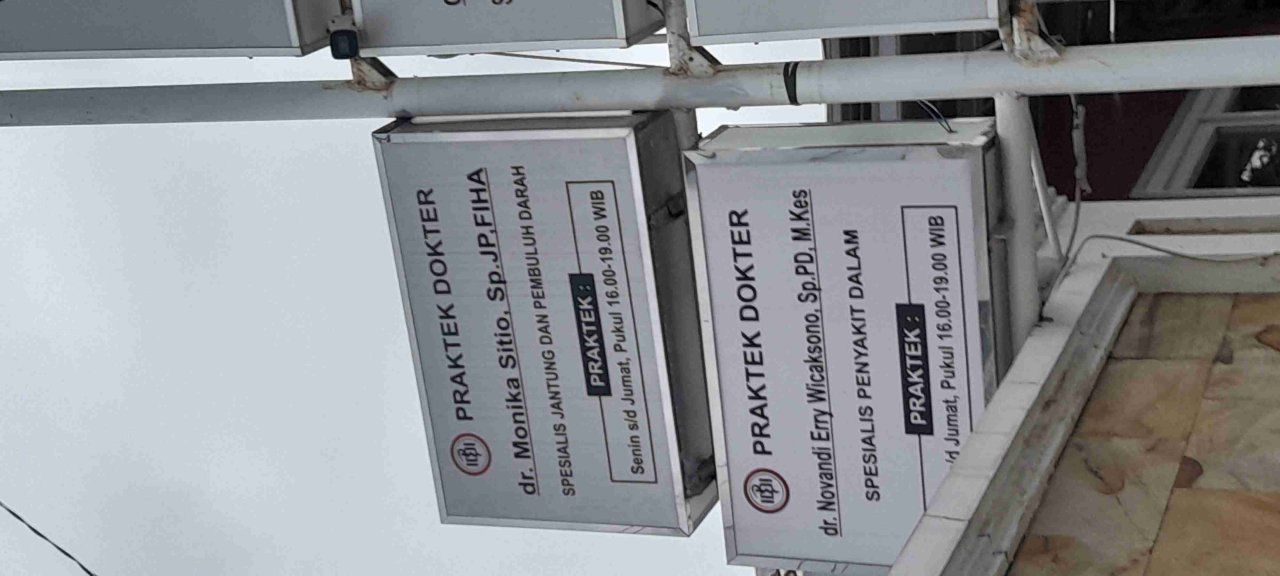 PRAKTEK DOKTER
dr. Monika Sitio, Sp.JP,FIHA
SPESIALIS JANTUNG DAN PEMBULUH DARAH
PRAKTEK :
Senin s/d Jumat, Pukul 16.00-19.00 WIB
PRAKTEK DOKTER
dr. Novandi Erry Wicaksono, Sp.PD, M.Kes
SPESIALIS PENYAKIT DALAM
PRAKTEK :
/d Jumat, Pukul 16.00-19.00 WIB